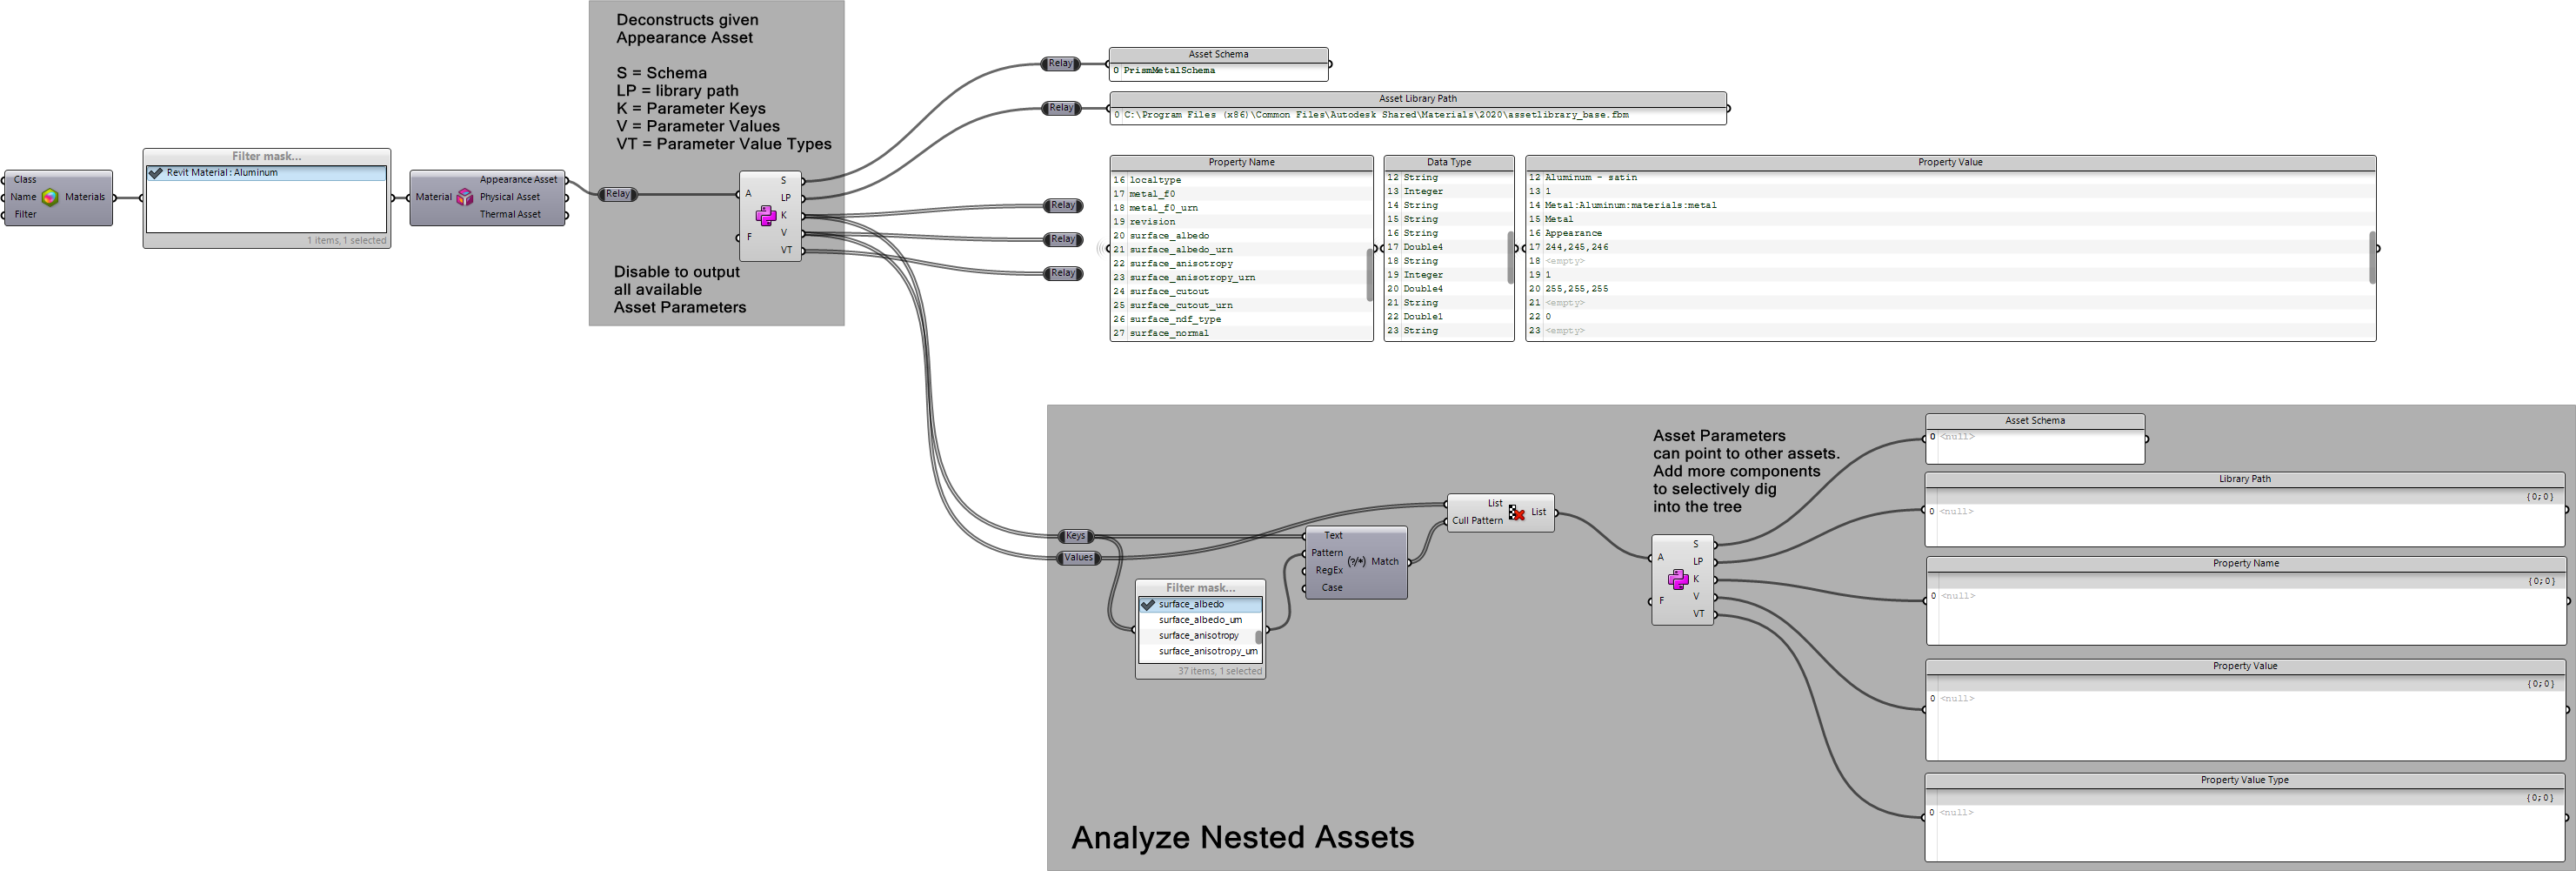 Deconstructs given
Appearance Asset
S = Schema
LP = library path
K = Parameter Keys
V = Parameter Values
VT = Parameter Value Types
Class
Name
Filter
Materials
Filter mask...
Revit Material : Aluminum
1 items, 1 selected
Material
Appearance Asset
Physical Asset
Thermal Asset
Relay
A
F
S
LP
K
V
VT
Disable to output
all available
Asset Parameters
Relay
Asset Schema
0 PrismMetalSchema
Relay
Asset Library Path
0 C:\Program Files (x86)\Common Files\Autodesk Shared\Materials\2020\assetlibrary_base.fbm
Relay
Relay
Relay
Property Name
16 localtype
17 metal_f0
18 metal_f0_urn
19 revision
20 surface_albedo
21 surface_albedo_urn
22 surface_anisotropy
23 surface_anisotropy_urn
24 surface_cutout
25 surface_cutout_urn
26 surface_ndf_type
27 surface_normal
Data Type
12 String
13 Integer
14 String
15 String
16 String
17 Double4
18 String
19 Integer
20 Double4
21 String
22 Double1
23 String
Property Value
12 Aluminum - satin
13 1
14 Metal:Aluminum:materials:metal
15 Metal
16 Appearance
17 244,245,246
18 <empty>
19 1
20 255,255,255
21 <empty>
22 0
23 <empty>
Keys
Values
Filter mask...
surface_albedo
surface_albedo_urn
surface_anisotropy
surface_anisotropy_urn
37 items, 1 selected
Text
Pattern
RegEx
Case
(?/*)
Match
List
Cull Pattern
List
Asset Parameters
can point to other assets.
Add more components
to selectively dig
into the tree
A
F
S
LP
K
V
VT
Asset Schema
0 <null>
Library Path
{0;0}
0 <null>
Property Name
{0;0}
0 <null>
Property Value
{0;0}
0 <null>
Property Value Type
{0;0}
0 <null>
Analyze Nested Assets